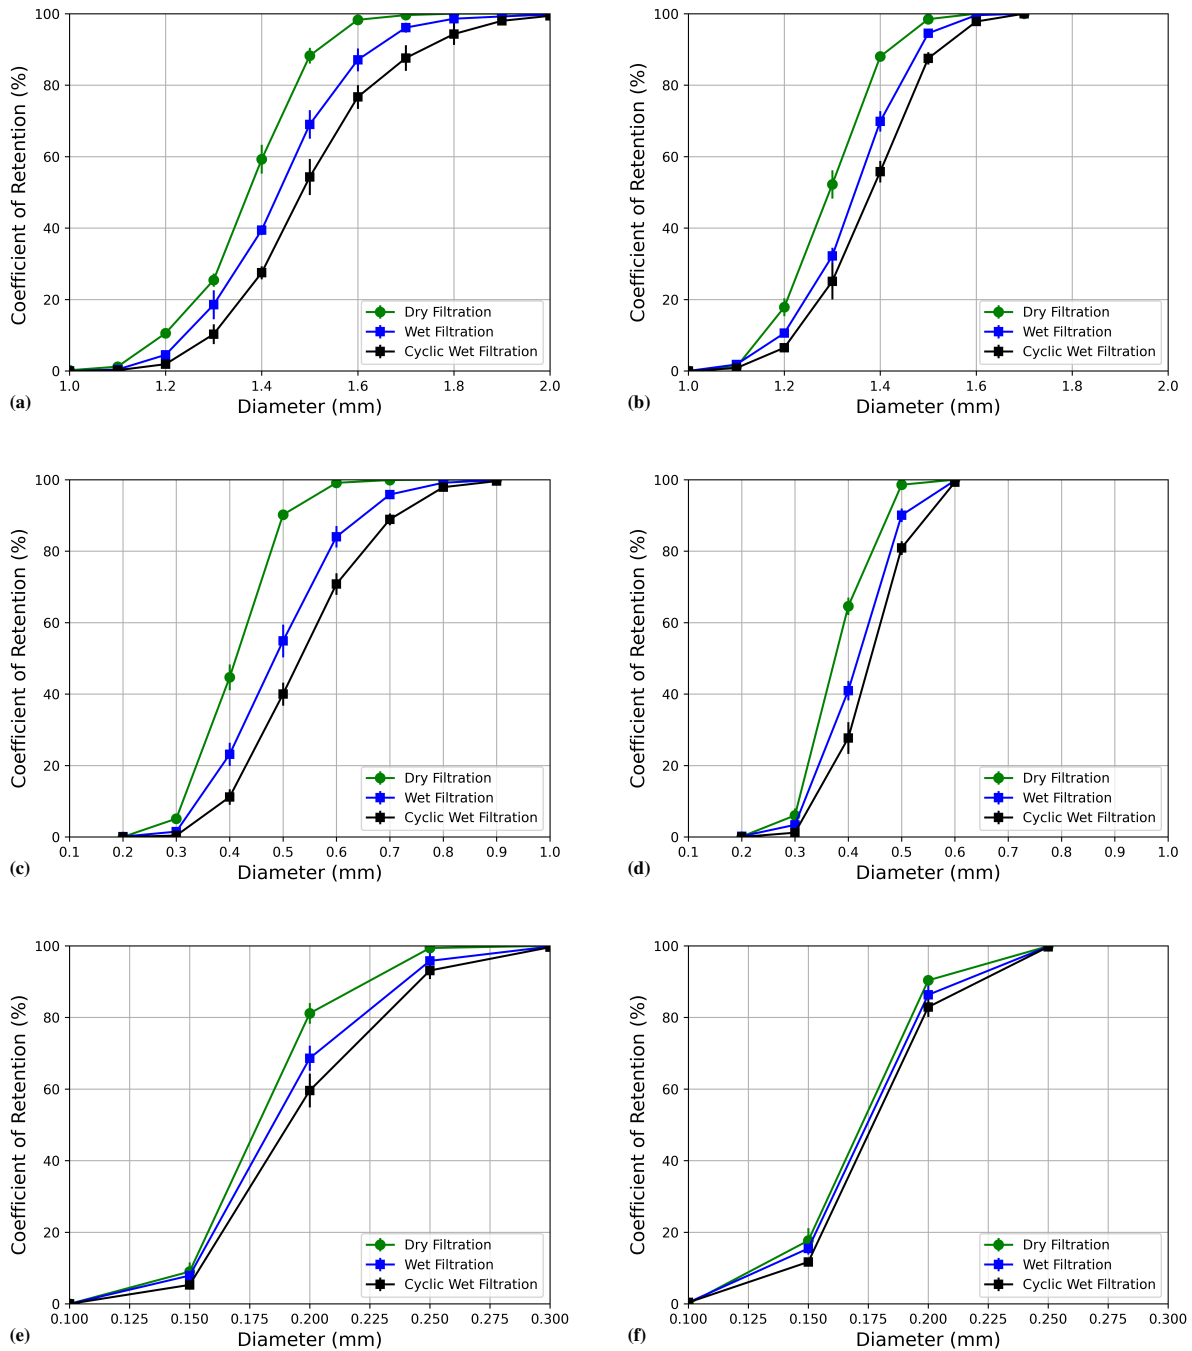 100
80
60
40
20
0
Coefficient of Retention (%)
Dry Filtration
Wet Filtration
Cyclic Wet Filtration
1.0 1.2 1.4 1.6 1.8 2.0
(a) Diameter (mm)
100
80
60
40
20
0
Coefficient of Retention (%)
Dry Filtration
Wet Filtration
Cyclic Wet Filtration
1.0 1.2 1.4 1.6 1.8 2.0
(b) Diameter (mm)
100
80
60
40
20
0
Coefficient of Retention (%)
Dry Filtration
Wet Filtration
Cyclic Wet Filtration
0.1 0.2 0.3 0.4 0.5 0.6 0.7 0.8 0.9 1.0
(c) Diameter (mm)
100
80
60
40
20
0
Coefficient of Retention (%)
Dry Filtration
Wet Filtration
Cyclic Wet Filtration
0.1 0.2 0.3 0.4 0.5 0.6 0.7 0.8 0.9 1.0
(d) Diameter (mm)
100
80
60
40
20
0
Coefficient of Retention (%)
Dry Filtration
Wet Filtration
Cyclic Wet Filtration
0.100 0.125 0.150 0.175 0.200 0.225 0.250 0.275 0.300
(e) Diameter (mm)
100
80
60
40
20
0
Coefficient of Retention (%)
Dry Filtration
Wet Filtration
Cyclic Wet Filtration
0.100 0.125 0.150 0.175 0.200 0.225 0.250 0.275 0.300
(f) Diameter (mm)